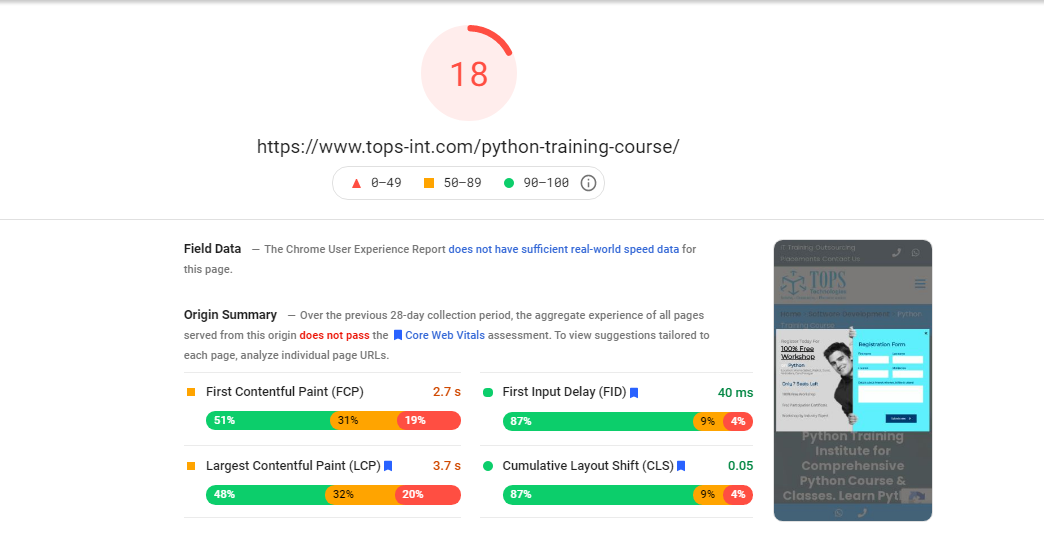 18
https://www.tops-int.com/python-training-course/
0–49 50–89 90–100
Field Data — The Chrome User Experience Report does not have sufficient real-world speed data for
this page.
Origin Summary — Over the previous 28-day collection period, the aggregate experience of all pages
served from this origin does not pass the Core Web Vitals assessment. To view suggestions tailored to
each page, analyze individual page URLs.
First Contentful Paint (FCP) 2.7 s
51% 31% 19%
First Input Delay (FID) 40 ms
87% 9% 4%
Largest Contentful Paint (LCP) 3.7 s
48% 32% 20%
Cumulative Layout Shift (CLS) 0.05
87% 9% 4%
IT Training Outsourcing
Placements Contact Us
TOPS
Technologies
Home > Software Development > Python
Training Course
Register Today For
100% Free
Workshop
Python
Only 7 Seats Left
Registration Form
Python Training
Institute for
Comprehensive
Python Course &
Classes. Learn Pyt